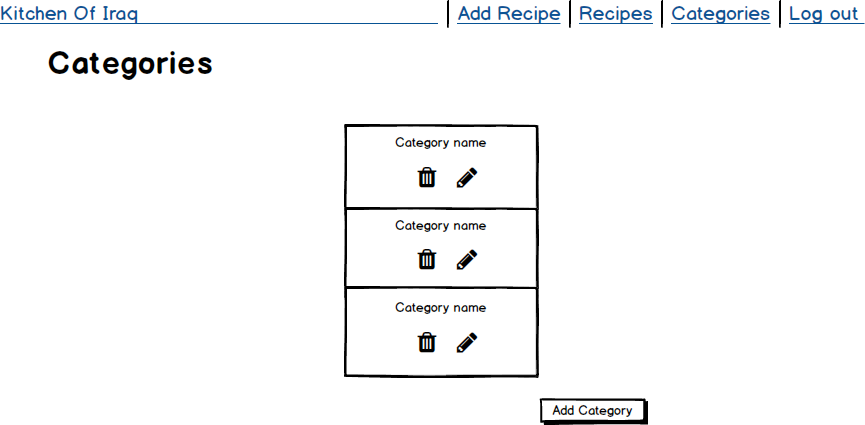 Kitchen Of Iraq Add Recipe Recipes Categories Log out
Categories
Category name
Category name
Category name
Add Category